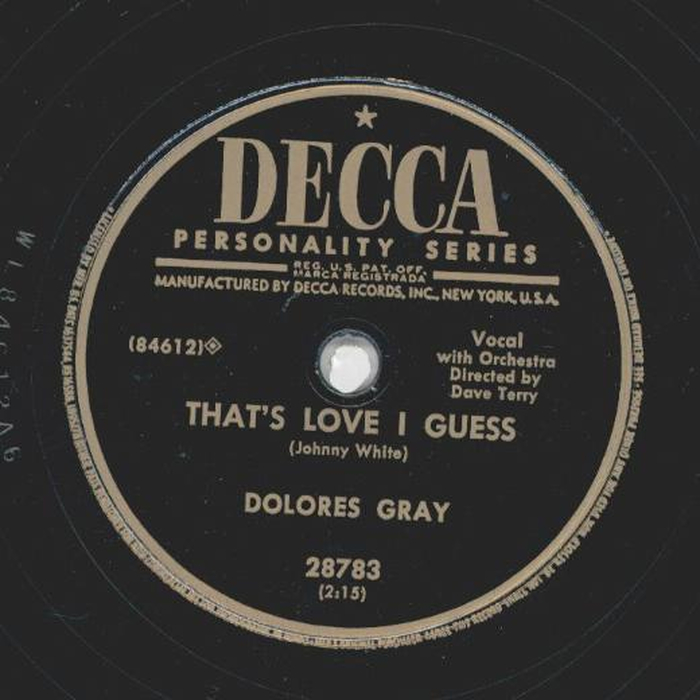 DECCA
PERSONALITY SERIES
REG. U.S. PAT. OFF.
MARCA REGISTRADA
MANUFACTURED BY DECCA RECORDS, INC., NEW YORK, U.S.A.
(84612)
Vocal
with Orchestra
Directed by
Dave Terry
THAT'S LOVE I GUESS
(Johnny White)
DOLORES GRAY
28783
(2:15)